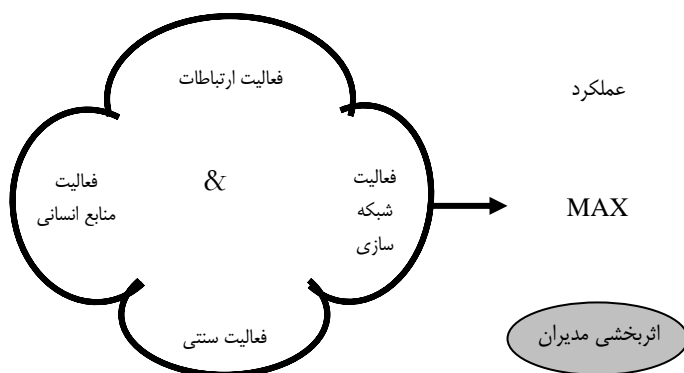 فعالیت ارتباطات
عملکرد
فعالیت
منابع انسانی
&
فعالیت
شبکه
سازی
MAX
فعالیت سنتی
اثربخشی مدیران